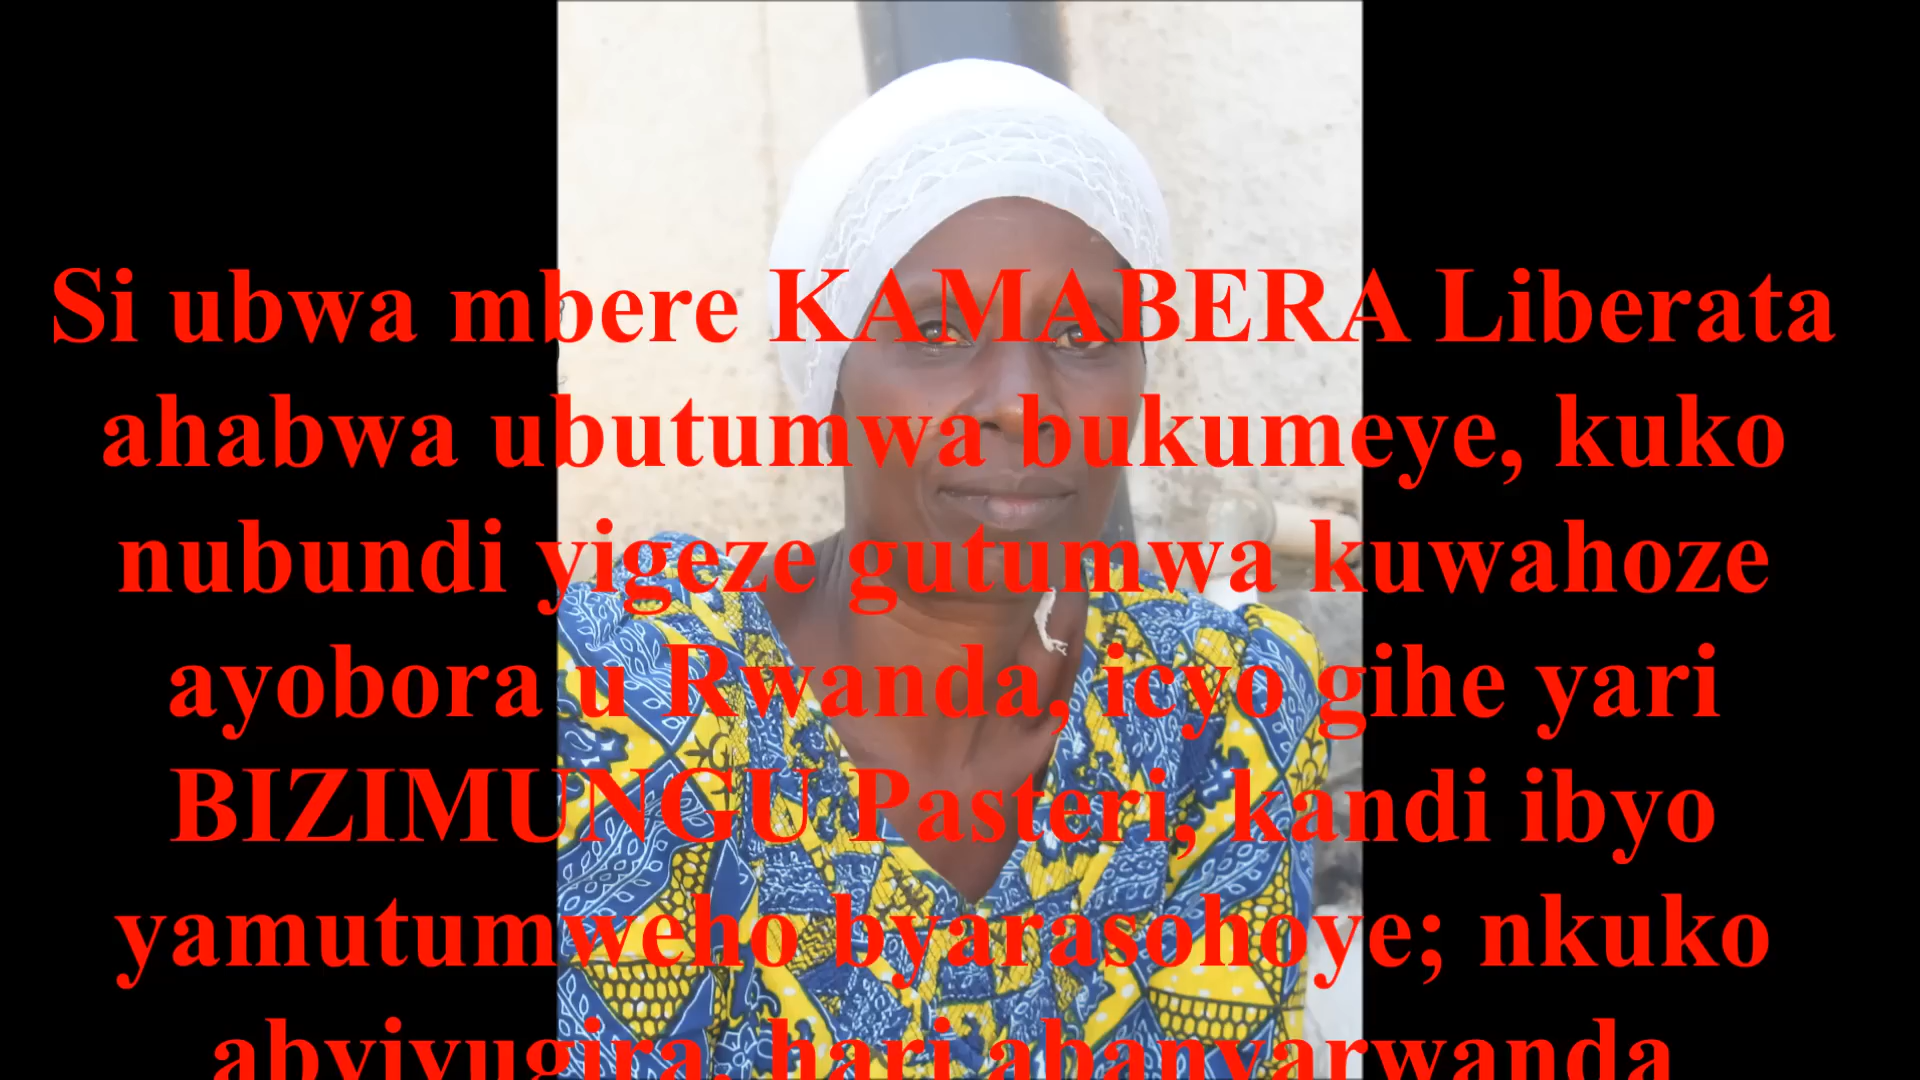 Si ubwa mbere KAMABERA Liberata
ahabwa ubutumwa bukumeye, kuko
nubundi yigeze gutumwa kuwahoze
ayobora u Rwanda, icyo gihe yari
BIZIMUNGU Pasteri, kandi ibyo
yamutumweho byarasohoye; nkuko
abyivugira, hari abanyarwanda